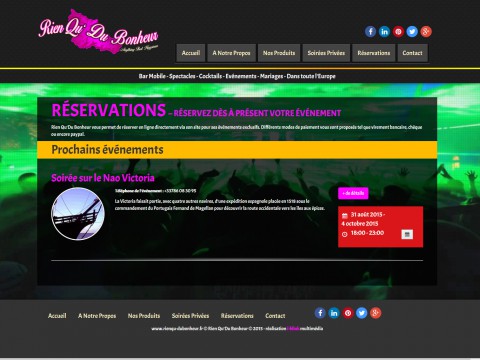 Rien Qu' Du Bonheur
Accueil
A Notre Propos
Nos Produits
Soirées Privées
Réservations
Contact
Bar Mobile - Spectacles - Cocktails - Evénements - Mariages - Dans toute l'Europe
RÉSERVATIONS – RÉSERVEZ DÈS À PRÉSENT VOTRE ÉVÉNEMENT
Rien Qu'Du Bonheur vous permet de réserver en ligne directement via son site pour ses événements exclusifs. Différents modes de paiement vous sont proposés tel que virement bancaire, chèque
ou encore paypal.
Prochains événements
Soirée sur le Nao Victoria
Téléphone de l'événement : +33786 08 30 95
+ de détails
La Victoria faisait partie, avec quatre autres navires, d'une expédition espagnole placée en 1519 sous le
commandement du Portugais Fernand de Magellan pour découvrir la route occidentale vers les îles aux épices.
31 août 2015 -
4 octobre 2015
18:00 - 23:00
Accueil
A Notre Propos
Nos Produits
Soirées Privées
Réservations
Contact
www.rienqu-dubonheur.fr © Rien Qu'Du Bonheur © 2015 - réalisation
multimédia